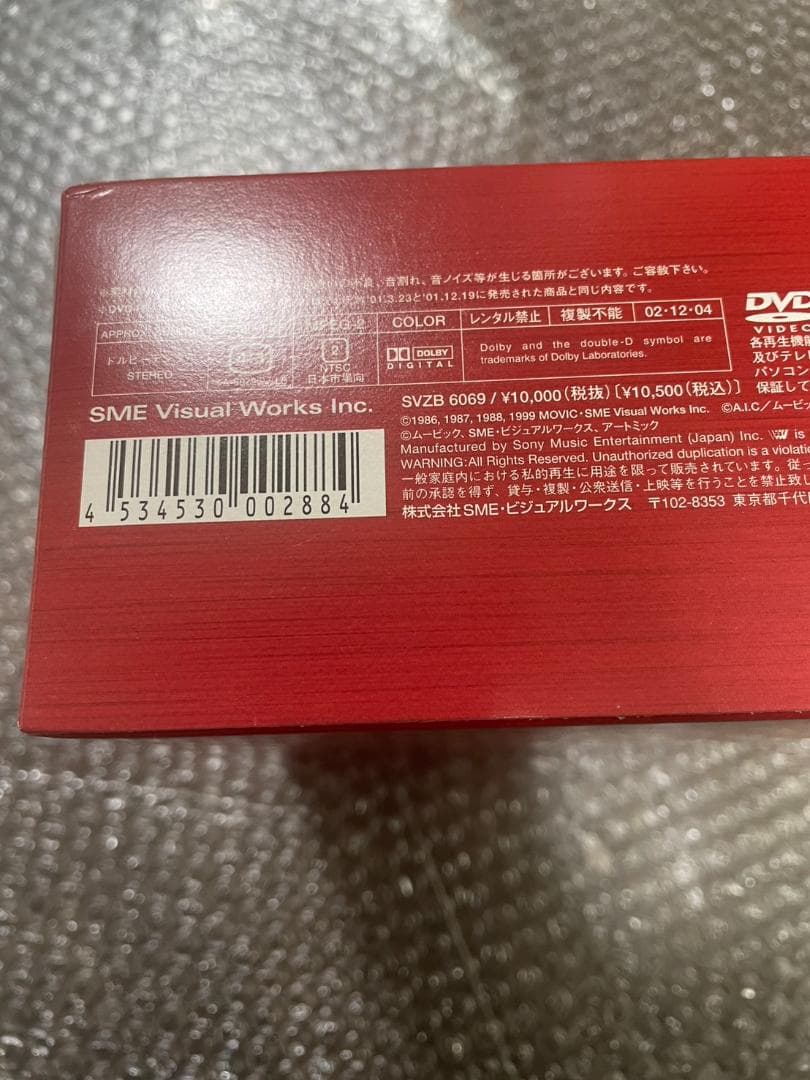 良、音割れ、音ノイズ等が生じる箇所がございます。ご容赦下さい。
'01.3.23と'01.12.19に発売された商品と同じ内容です。
MPEG-2 COLOR レンタル禁止 複製不能 02・12・04
STEREO
2
NTSC
日本市場向
DOLBY
DIGITAL
Dolby and the double-D symbol are
trademarks of Dolby Laboratories.
DVD
VIDEO
各再生機能
及びテレビ
パソコン
保証して
SME Visual Works Inc.
4 534530 002884
SVZB 6069 / ¥10,000(税抜)〔¥10,500(税込)〕
©1986, 1987, 1988, 1999 MOVIC・SME Visual Works Inc. ©A.I.C/ムービッ
©ムービック、SME・ビジュアルワークス、アートミック
Manufactured by Sony Music Entertainment (Japan) Inc. is
WARNING: All Rights Reserved. Unauthorized duplication is a violatio
一般家庭内における私的再生に用途を限って販売されています。従
前の承認を得ず、貸与・複製・公衆送信・上映等を行うことを禁止致し
株式会社SME・ビジュアルワークス 〒102-8353 東京都千代